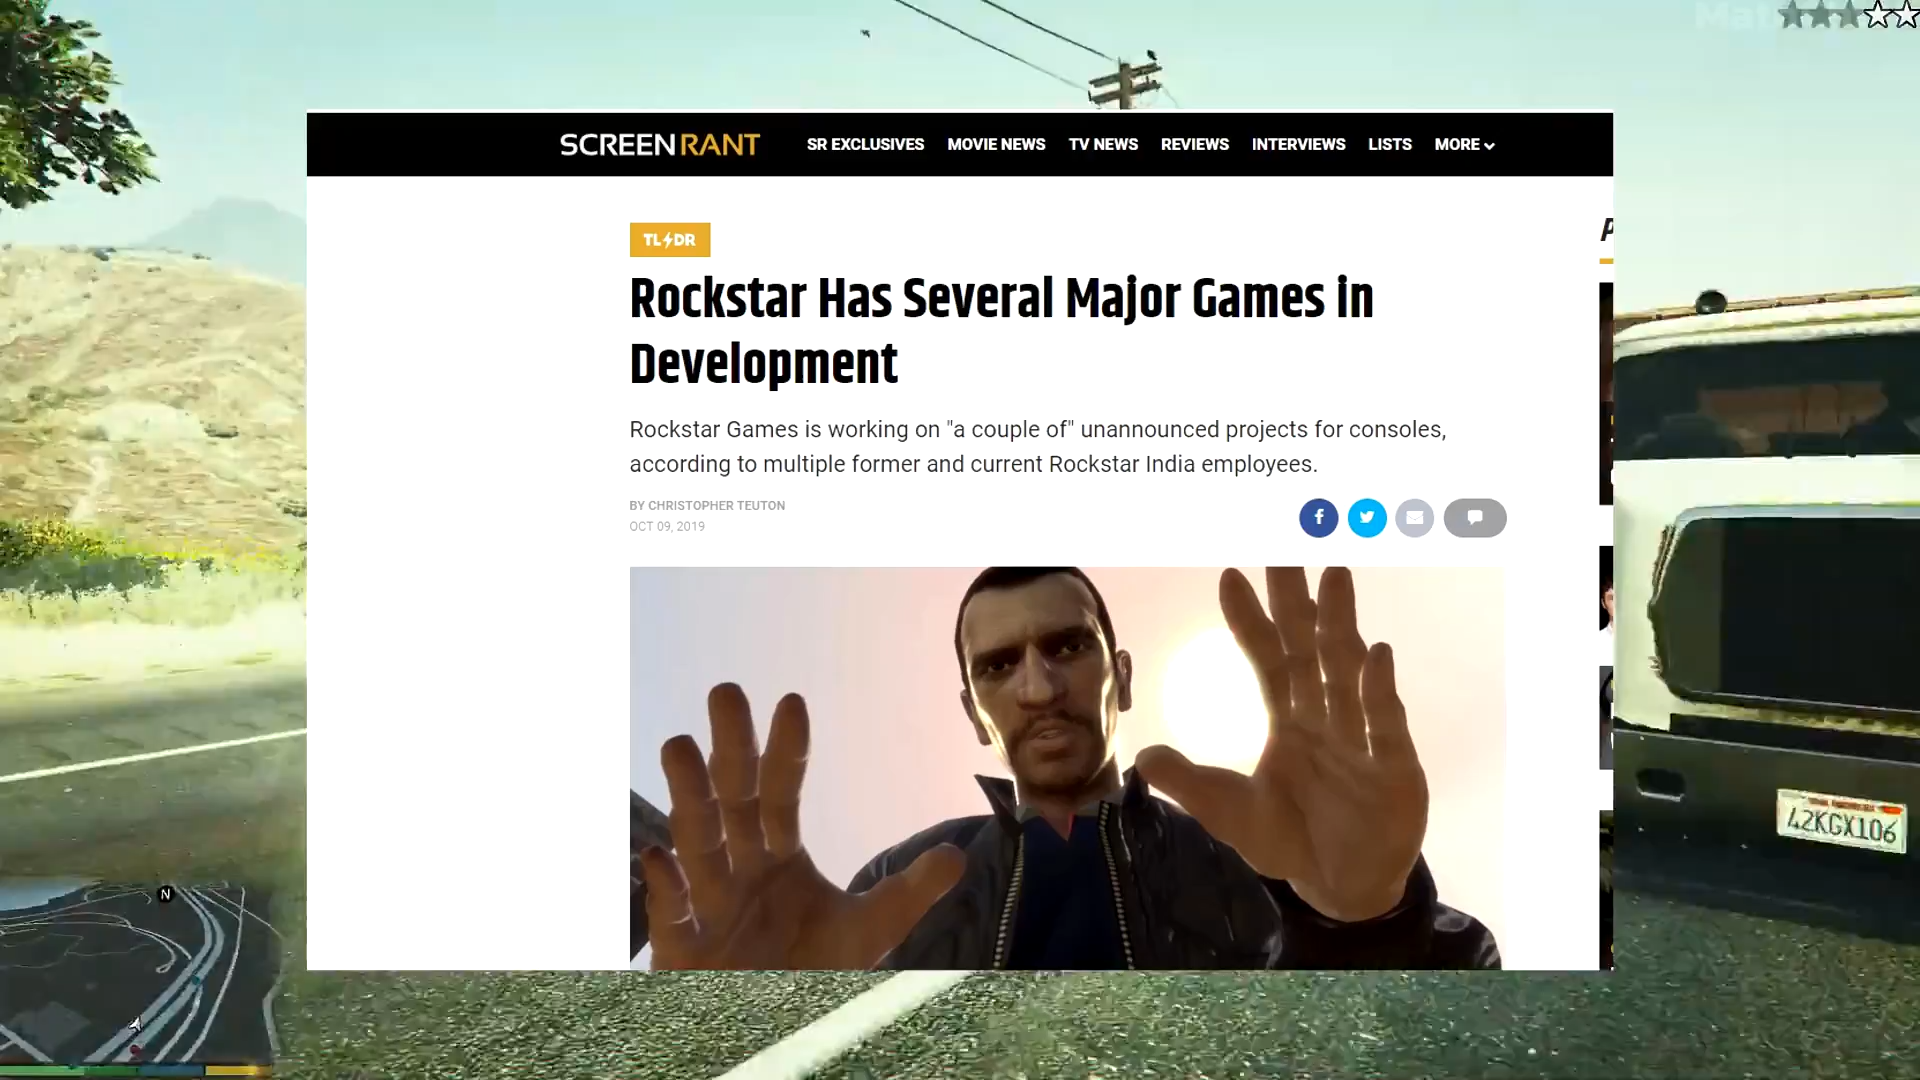 SCREENRANT
SR EXCLUSIVES MOVIE NEWS TV NEWS REVIEWS INTERVIEWS LISTS MORE
TL DR
Rockstar Has Several Major Games in
Development
Rockstar Games is working on "a couple of" unannounced projects for consoles,
according to multiple former and current Rockstar India employees.
BY CHRISTOPHER TEUTON
OCT 09, 2019
42KGX106
N